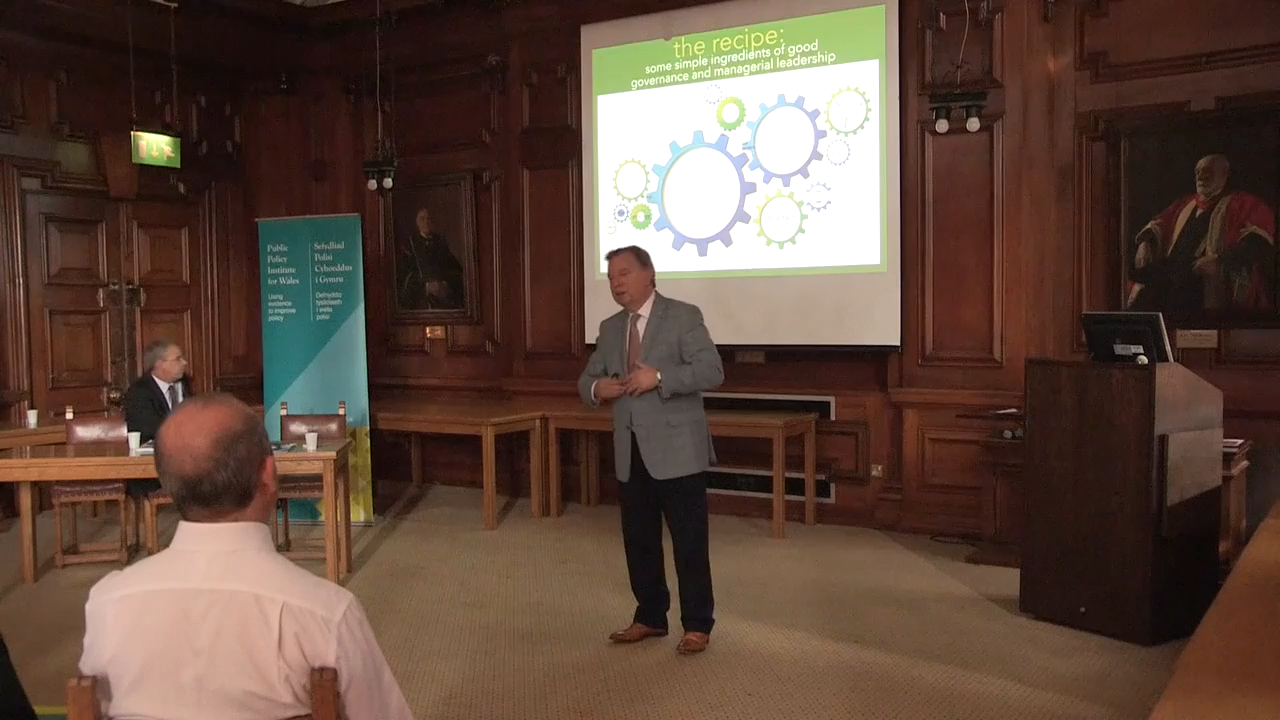 the recipe:
some simple ingredients of good
governance and managerial leadership
Public
Policy
Institute
for Wales
Using
evidence
to improve
policy
Sefydliad
Polisi
Cyhoeddus
i Gymru
Defnyddio
tystiolaeth
i wella
polisi